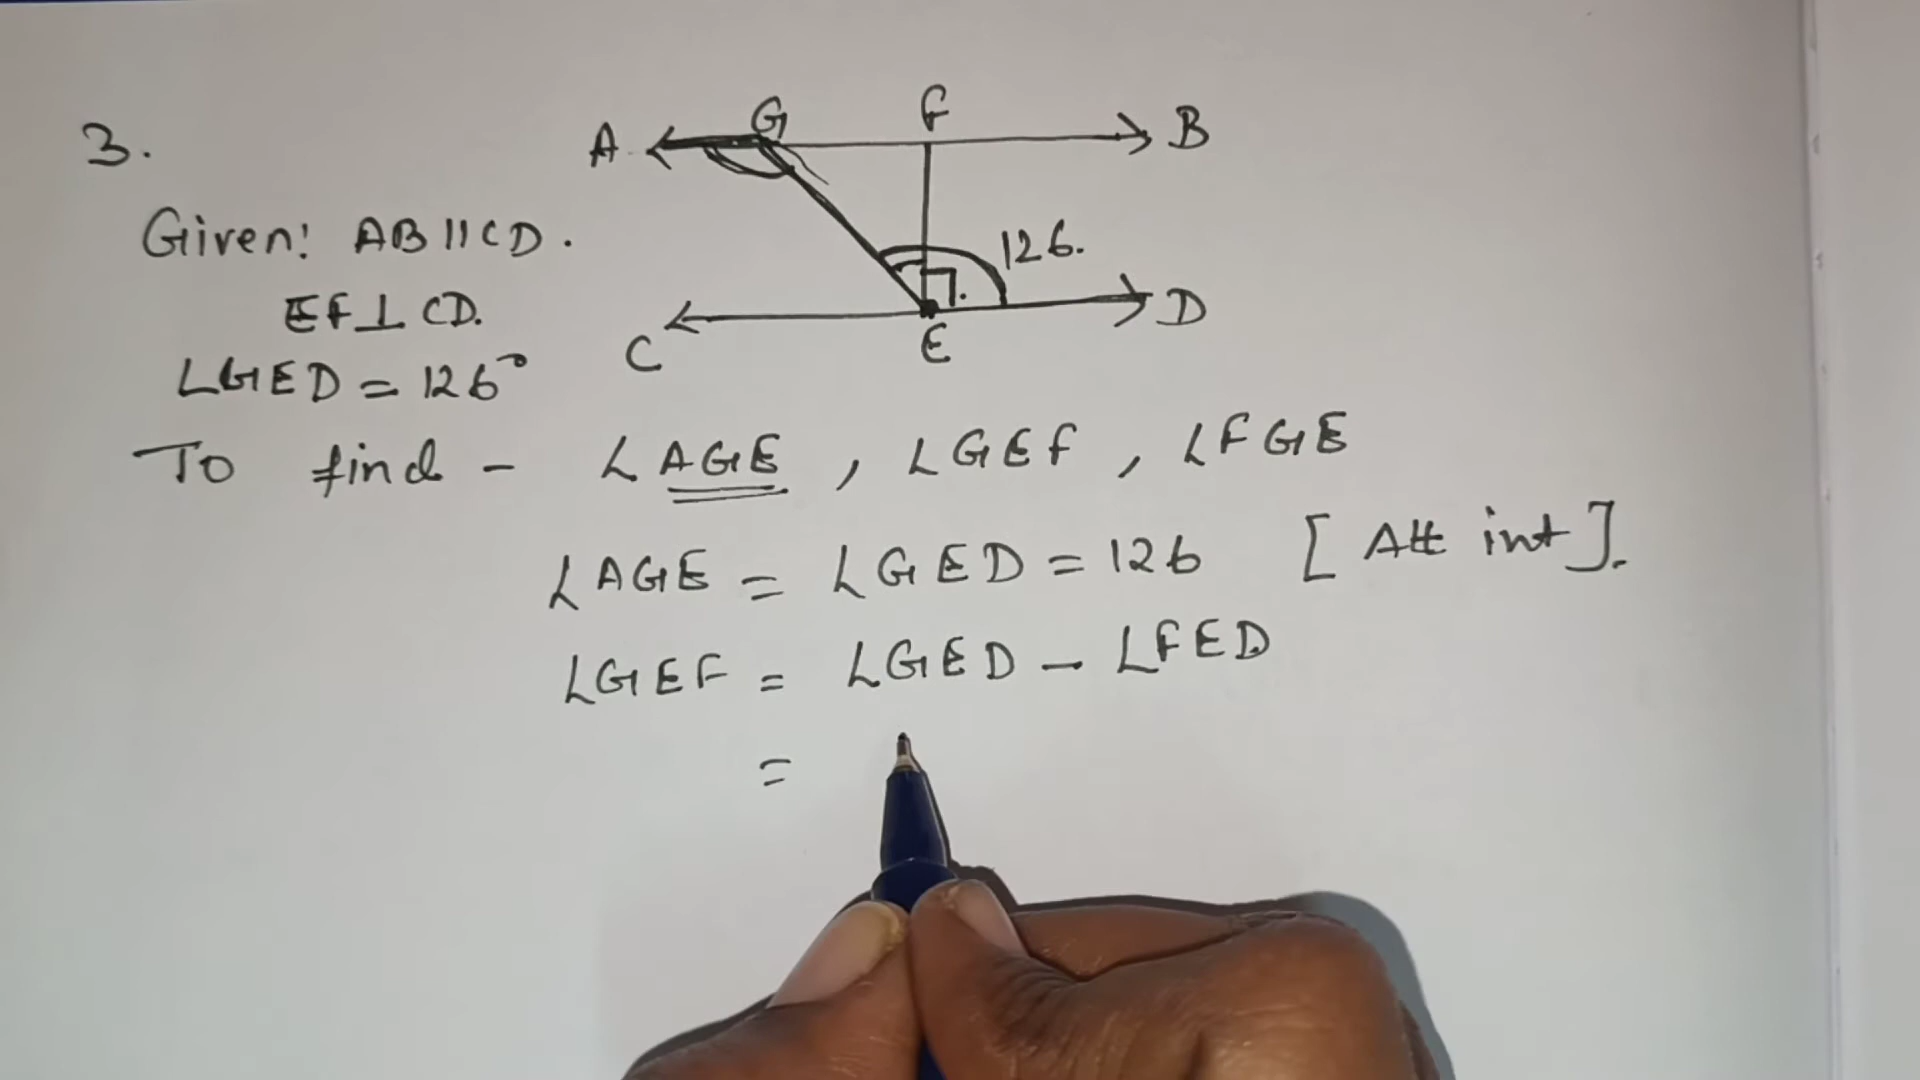 3.
A G F B
Given: AB || CD.
126.
EF ⊥ CD.
C E D
∠GED = 126°
To find - ∠AGE, ∠GEF, ∠FGE
∠AGE = ∠GED = 126 [Alt int].
∠GEF = ∠GED - ∠FED
=